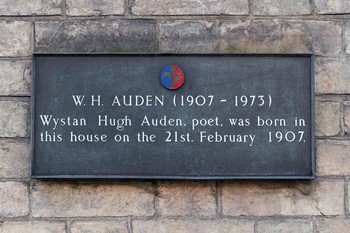 W. H. AUDEN (1907 - 1973)
Wystan Hugh Auden, poet, was born in
this house on the 21st. February 1907.